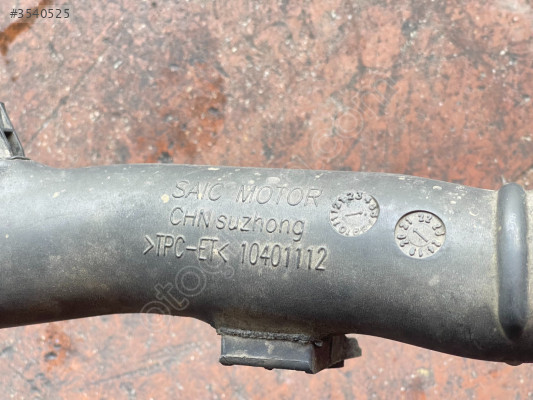 #3540525
SAIC MOTOR
CHN suzhong
>TPC-ET< 10401112